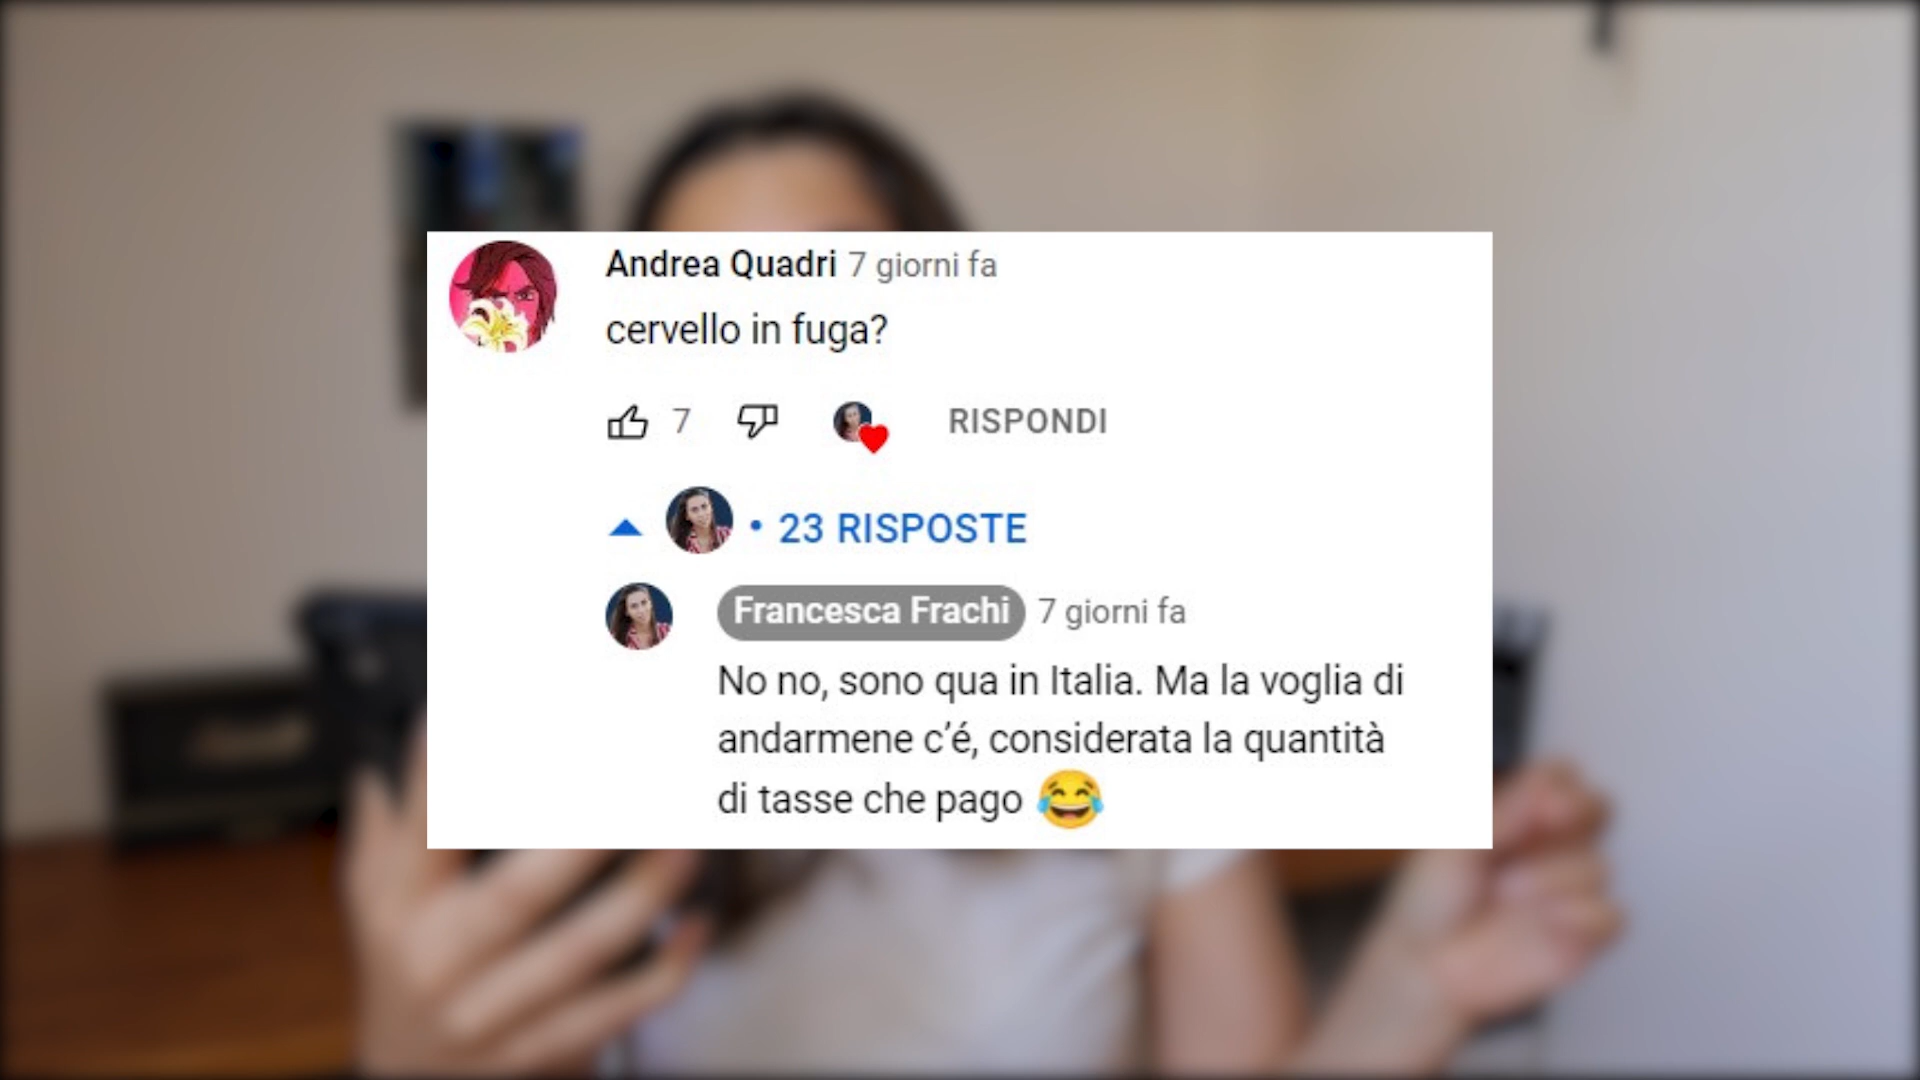 Andrea Quadri 7 giorni fa
cervello in fuga?
7 RISPONDI
• 23 RISPOSTE
Francesca Frachi 7 giorni fa
No no, sono qua in Italia. Ma la voglia di
andarmene c’é, considerata la quantità
di tasse che pago 😂